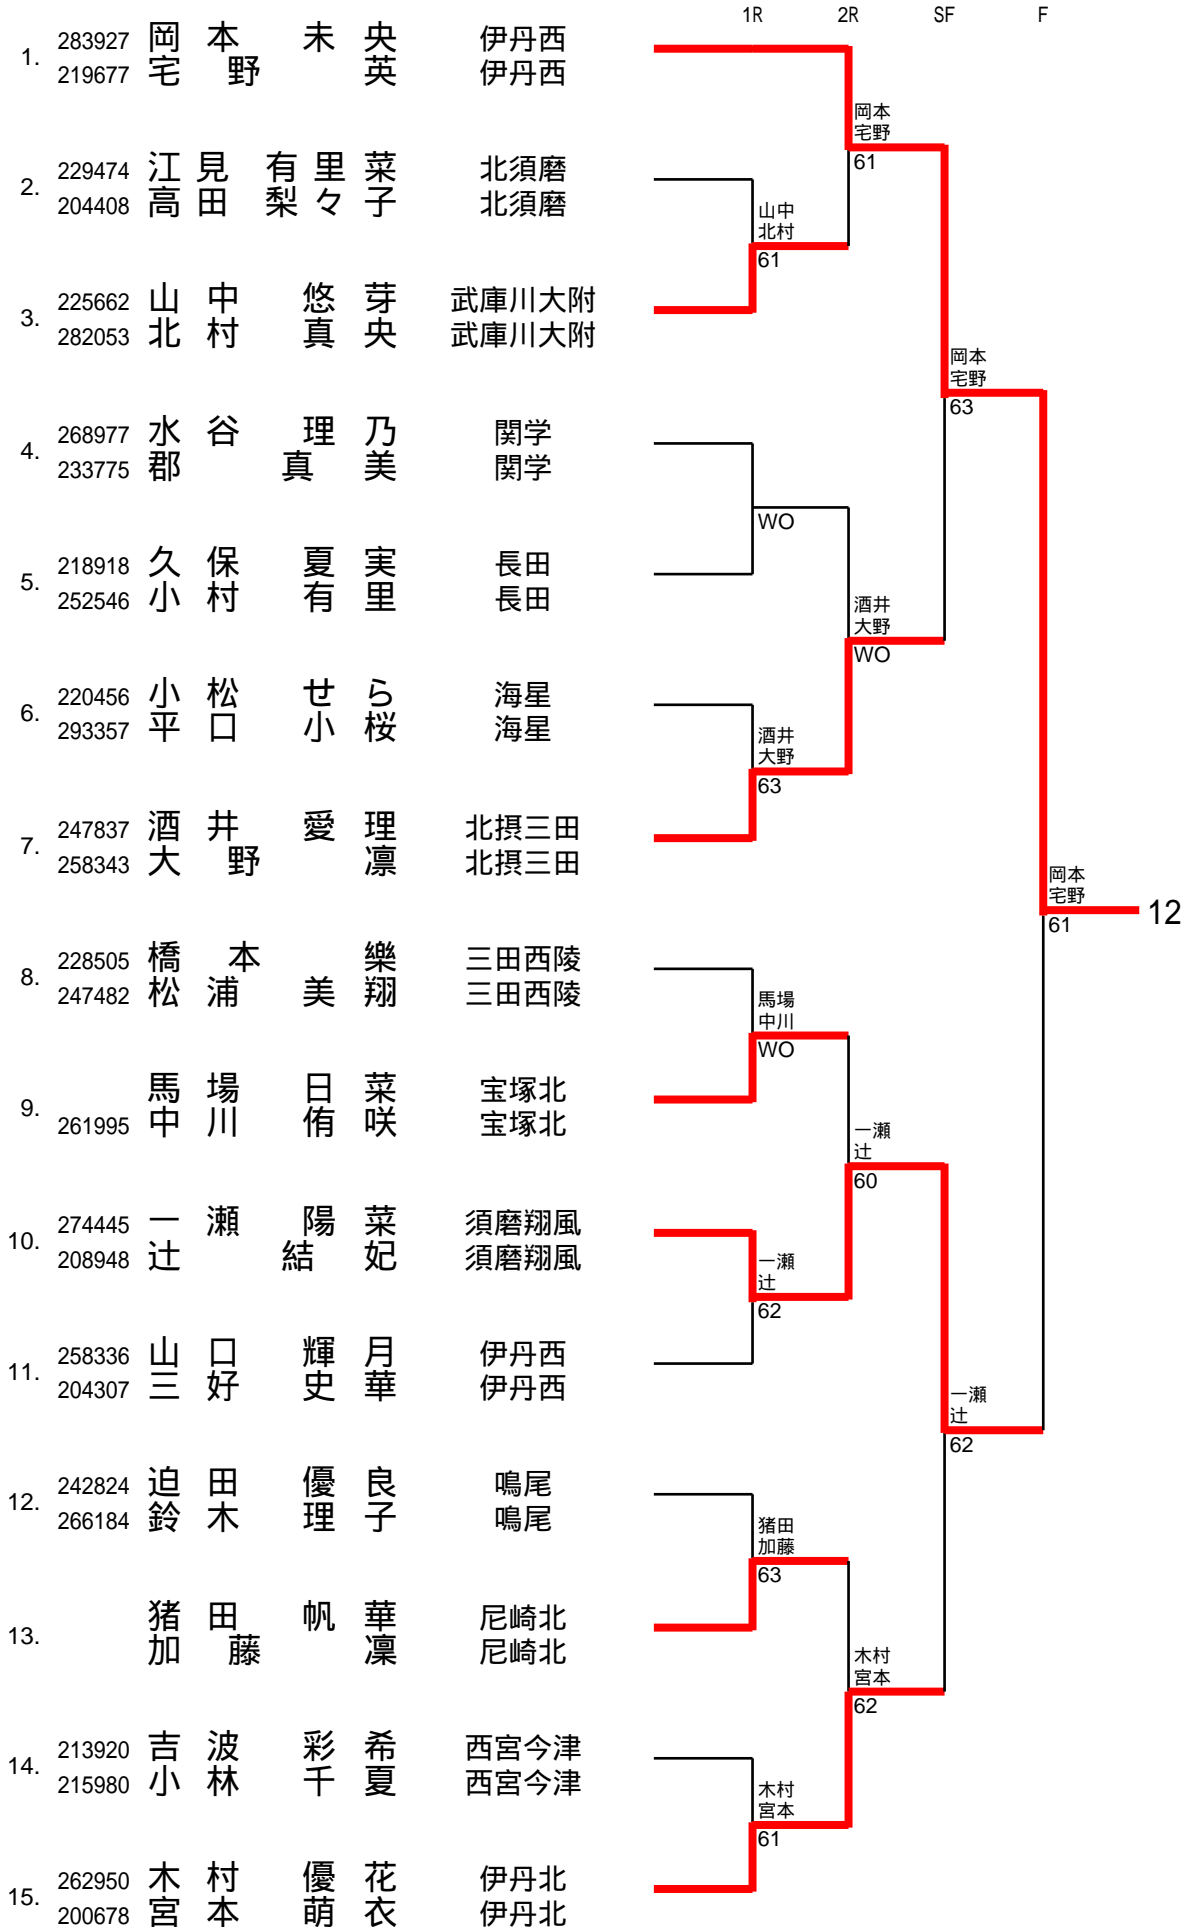 1R 2R SF F
1. 283927 岡本 未央 伊丹西
219677 宅野 英 伊丹西
岡本
宅野
61
2. 229474 江見 有里菜 北須磨
204408 高田 梨々子 北須磨
山中
北村
61
3. 225662 山中 悠芽 武庫川大附
282053 北村 真央 武庫川大附
岡本
宅野
63
4. 268977 水谷 理乃 関学
233775 郡 真美 関学
WO
5. 218918 久保 夏実 長田
252546 小村 有里 長田
酒井
大野
WO
6. 220456 小松 せら 海星
293357 平口 小桜 海星
酒井
大野
63
7. 247837 酒井 愛理 北摂三田
258343 大野 凛 北摂三田
岡本
宅野
61
12
8. 228505 橋本 樂 三田西陵
247482 松浦 美翔 三田西陵
馬場
中川
WO
9. 馬場 日菜 宝塚北
261995 中川 侑咲 宝塚北
一瀬
辻
60
10. 274445 一瀬 陽菜 須磨翔風
208948 辻 結妃 須磨翔風
一瀬
辻
62
11. 258336 山口 輝月 伊丹西
204307 三好 史華 伊丹西
一瀬
辻
62
12. 242824 迫田 優良 鳴尾
266184 鈴木 理子 鳴尾
猪田
加藤
63
13. 猪田 帆華 尼崎北
加藤 凜 尼崎北
木村
宮本
62
14. 213920 吉波 彩希 西宮今津
215980 小林 千夏 西宮今津
木村
宮本
61
15. 262950 木村 優花 伊丹北
200678 宮本 萌衣 伊丹北